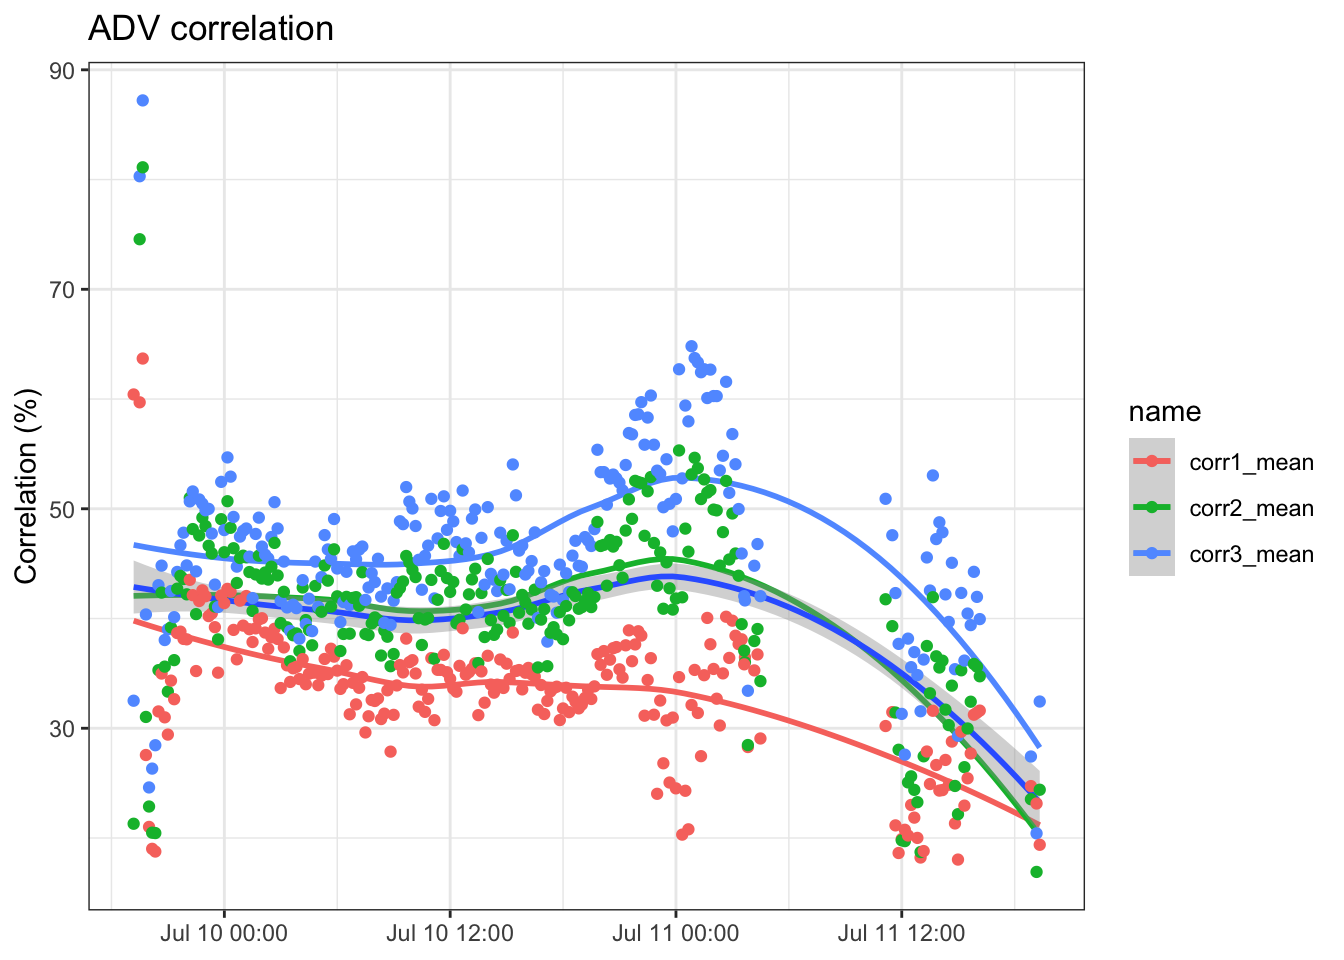 ADV correlation
90
70
50
30
Correlation (%)
Jul 10 00:00
Jul 10 12:00
Jul 11 00:00
Jul 11 12:00
name
corr1_mean
corr2_mean
corr3_mean